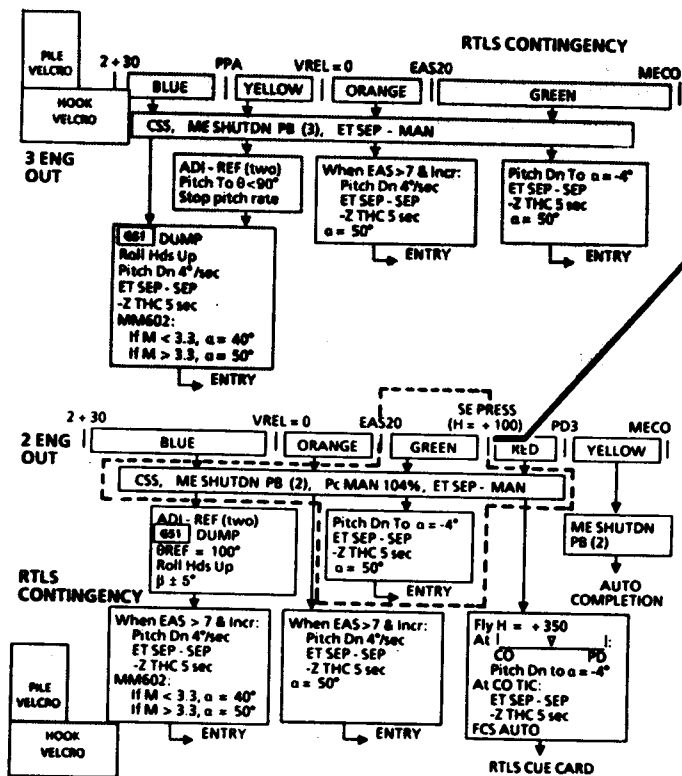 RTLS CONTINGENCY
PILE
VELCRO
HOOK
VELCRO
2 + 30
PPA
VREL = 0
EAS20
MECO
BLUE
YELLOW
ORANGE
GREEN
CSS, ME SHUTDN PB (3), ET SEP - MAN
3 ENG
OUT
ADI - REF (two)
Pitch To θ < 90°
Stop pitch rate
When EAS > 7 & Incr:
Pitch Dn 4°/sec
ET SEP - SEP
-Z THC 5 sec
α = 50°
ENTRY
Pitch Dn To α = -4°
ET SEP - SEP
-Z THC 5 sec
α = 50°
ENTRY
G51 DUMP
Roll Hds Up
Pitch Dn 4°/sec
ET SEP - SEP
-Z THC 5 sec
MM602:
If M < 3.3, α = 40°
If M > 3.3, α = 50°
ENTRY
2 ENG
OUT
2 + 30
VREL = 0
EAS20
SE PRESS
(H = + 100)
PD3
MECO
BLUE
ORANGE
GREEN
RED
YELLOW
CSS, ME SHUTDN PB (2), Pc MAN 104%, ET SEP - MAN
ADI - REF (two)
G51 DUMP
θREF = 100°
Roll Hds Up
β ± 5°
Pitch Dn To α = -4°
ET SEP - SEP
-Z THC 5 sec
α = 50°
ENTRY
ME SHUTDN
PB (2)
AUTO
COMPLETION
RTLS
CONTINGENCY
When EAS > 7 & Incr:
Pitch Dn 4°/sec
ET SEP - SEP
-Z THC 5 sec
MM602:
If M < 3.3, α = 40°
If M > 3.3, α = 50°
ENTRY
When EAS > 7 & Incr:
Pitch Dn 4°/sec
ET SEP - SEP
-Z THC 5 sec
α = 50°
ENTRY
Fly H = + 350
At | ▽ |:
CO PD
Pitch Dn to α = -4°
At CO TIC:
ET SEP - SEP
-Z THC 5 sec
FCS AUTO
RTLS CUE CARD
PILE
VELCRO
HOOK
VELCRO